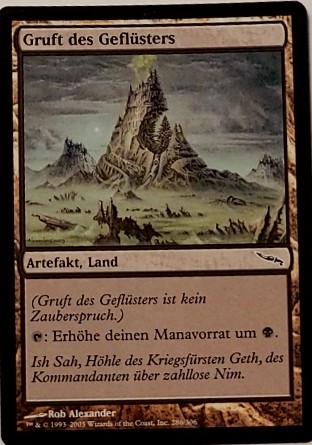 Gruft des Geflüsters
Artefakt, Land
(Gruft des Geflüsters ist kein
Zauberspruch.)
: Erhöhe deinen Manavorrat um .
Ish Sah, Höhle des Kriegsfürsten Geth, des
Kommandanten über zahllose Nim.
Rob Alexander
™ & © 1993-2003 Wizards of the Coast, Inc. 286/306